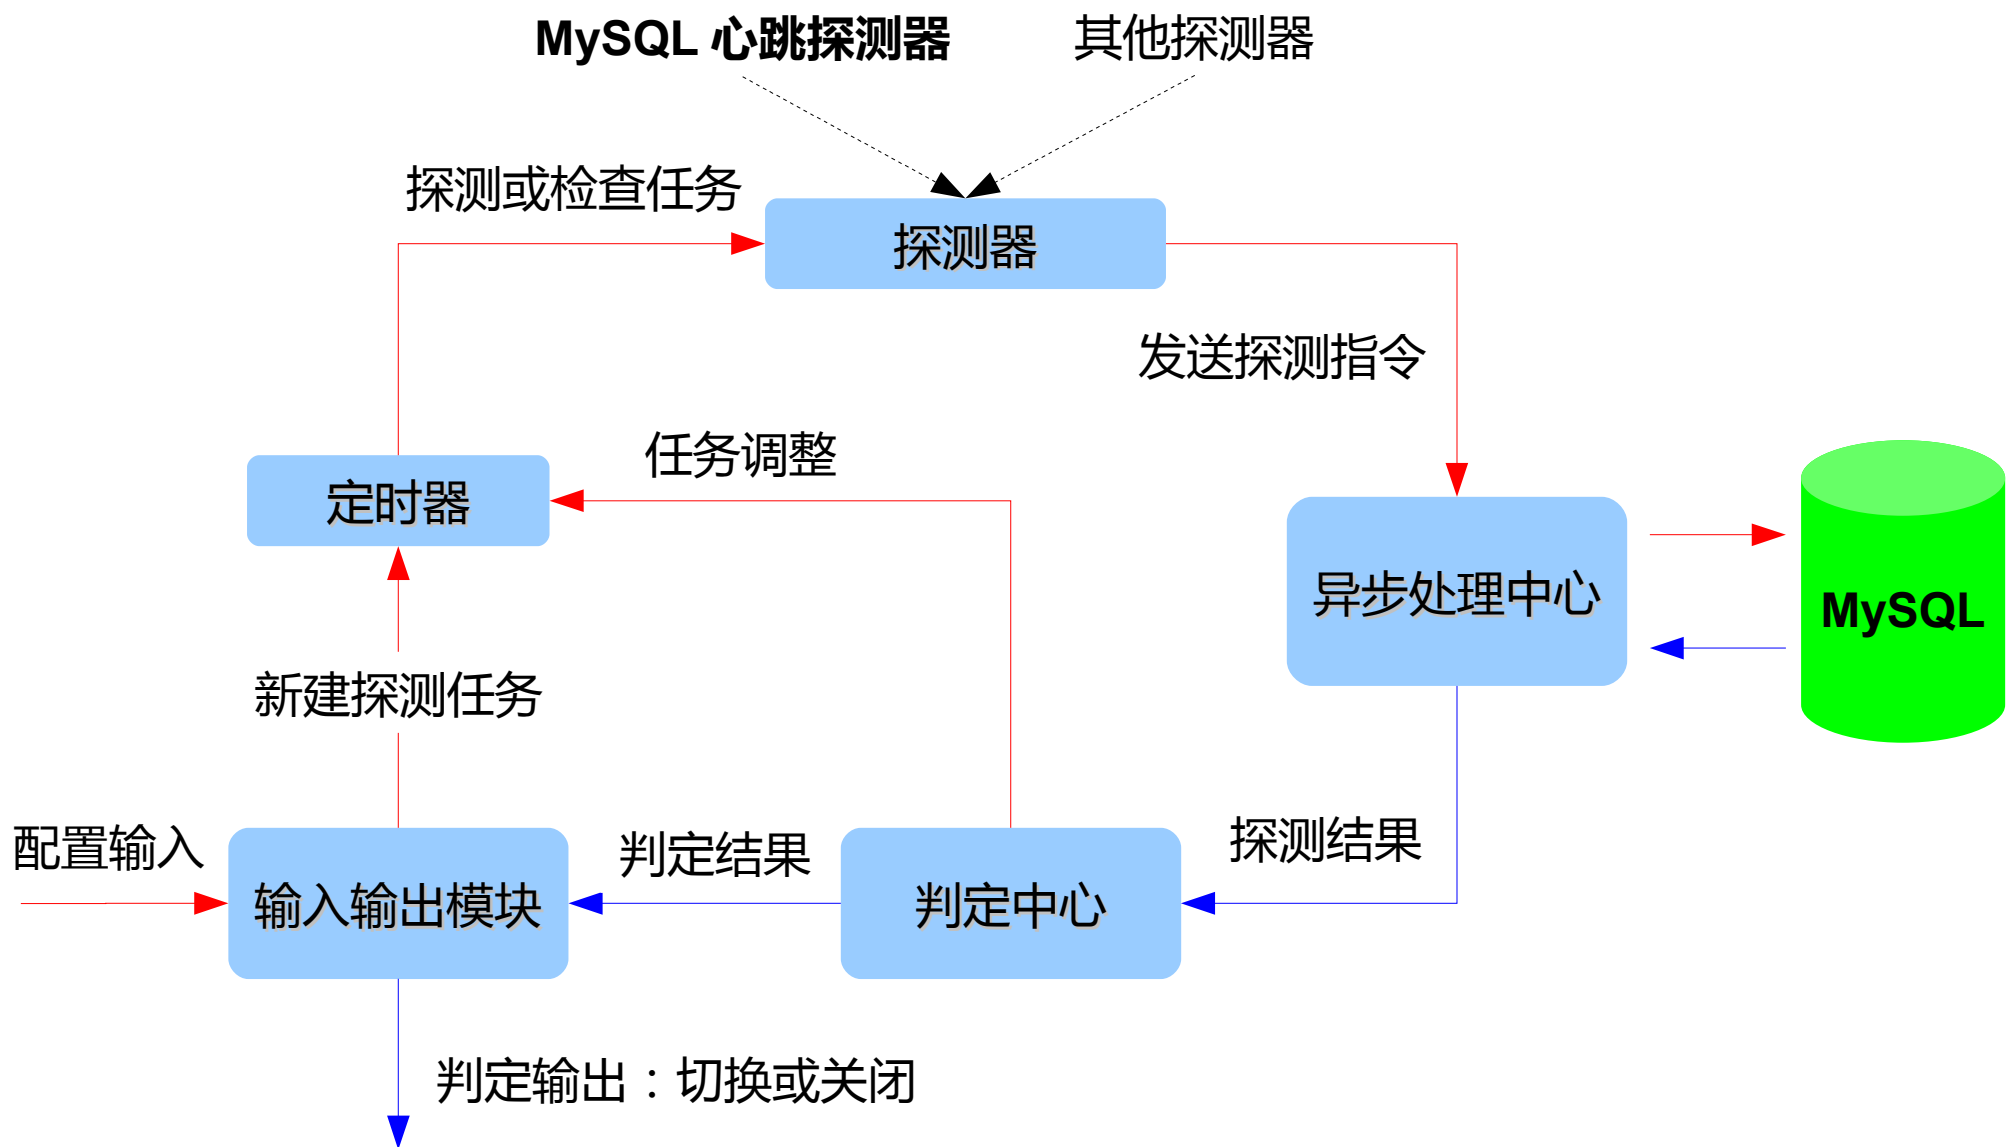 MySQL 心跳探测器
其他探测器
探测或检查任务
探测器
发送探测指令
任务调整
定时器
异步处理中心
MySQL
新建探测任务
配置输入
判定结果
探测结果
输入输出模块
判定中心
判定输出：切换或关闭